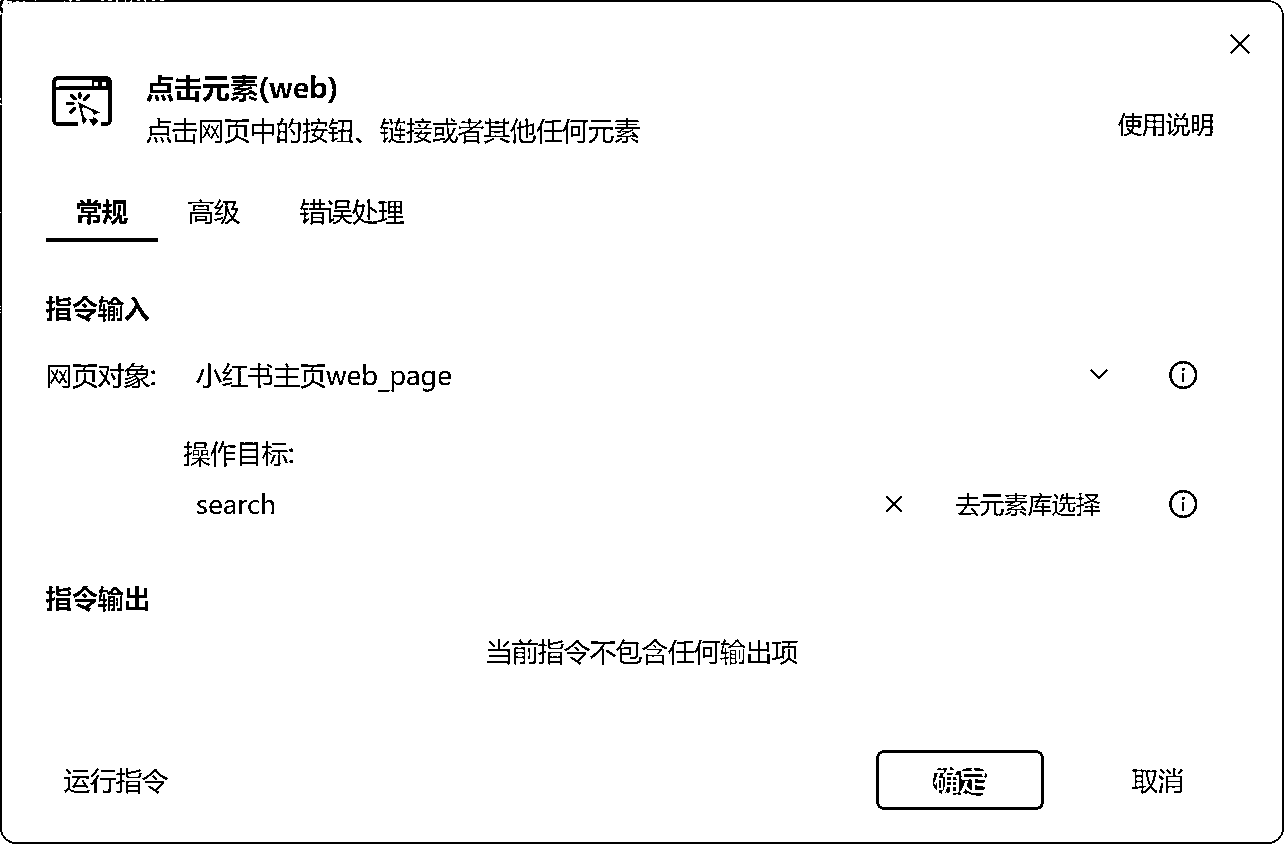 点击元素(web)
点击网页中的按钮、链接或者其他任何元素
使用说明
常规 高级 错误处理
指令输入
网页对象: 小红书主页web_page
操作目标:
search 去元素库选择
指令输出
当前指令不包含任何输出项
运行指令 确定 取消